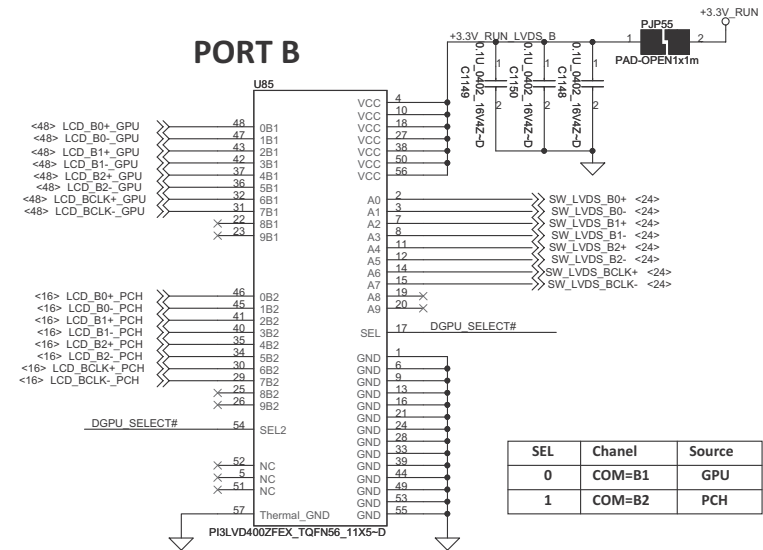 PORT B
+3.3V_RUN
+3.3V_RUN_LVDS_B
PJP55
1
2
PAD-OPEN1x1m
0.1U_0402_16V4Z~D
C1149
1
2
0.1U_0402_16V4Z~D
C1150
1
2
0.1U_0402_16V4Z~D
C1148
1
2
U85
<48> LCD_B0+_GPU 48 0B1
<48> LCD_B0-_GPU 47 1B1
<48> LCD_B1+_GPU 43 2B1
<48> LCD_B1-_GPU 42 3B1
<48> LCD_B2+_GPU 37 4B1
<48> LCD_B2-_GPU 36 5B1
<48> LCD_BCLK+_GPU 32 6B1
<48> LCD_BCLK-_GPU 31 7B1
22 8B1
23 9B1
<16> LCD_B0+_PCH 46 0B2
<16> LCD_B0-_PCH 45 1B2
<16> LCD_B1+_PCH 41 2B2
<16> LCD_B1-_PCH 40 3B2
<16> LCD_B2+_PCH 35 4B2
<16> LCD_B2-_PCH 34 5B2
<16> LCD_BCLK+_PCH 30 6B2
<16> LCD_BCLK-_PCH 29 7B2
25 8B2
26 9B2
DGPU_SELECT# 54 SEL2
52 NC
5 NC
51 NC
57 Thermal_GND
VCC 4
VCC 10
VCC 18
VCC 27
VCC 38
VCC 50
VCC 56
A0 2 SW_LVDS_B0+ <24>
A1 3 SW_LVDS_B0- <24>
A2 7 SW_LVDS_B1+ <24>
A3 8 SW_LVDS_B1- <24>
A4 11 SW_LVDS_B2+ <24>
A5 12 SW_LVDS_B2- <24>
A6 14 SW_LVDS_BCLK+ <24>
A7 15 SW_LVDS_BCLK- <24>
A8 19
A9 20
SEL 17 DGPU_SELECT#
GND 1
GND 6
GND 9
GND 13
GND 16
GND 21
GND 24
GND 28
GND 33
GND 39
GND 44
GND 49
GND 53
GND 55
PI3LVD400ZFEX_TQFN56_11X5~D
SEL Chanel Source
0 COM=B1 GPU
1 COM=B2 PCH